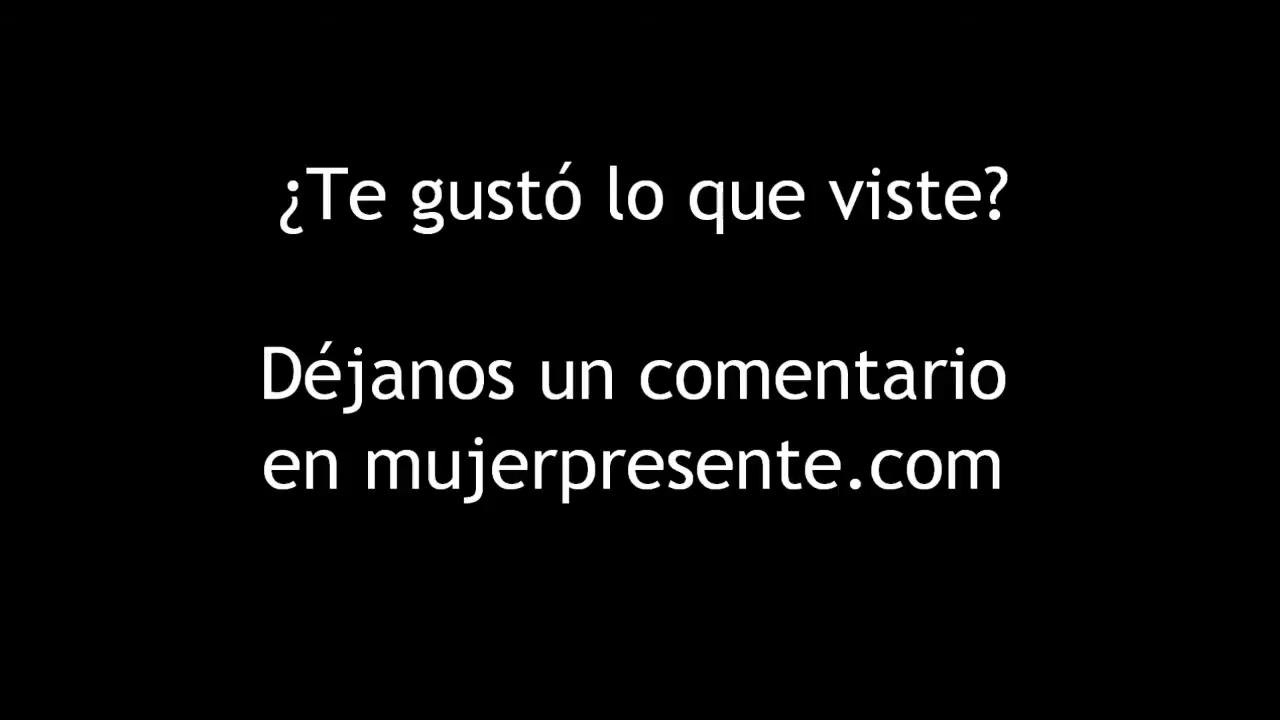 ¿Te gustó lo que viste?
Déjanos un comentario
en mujerpresente.com